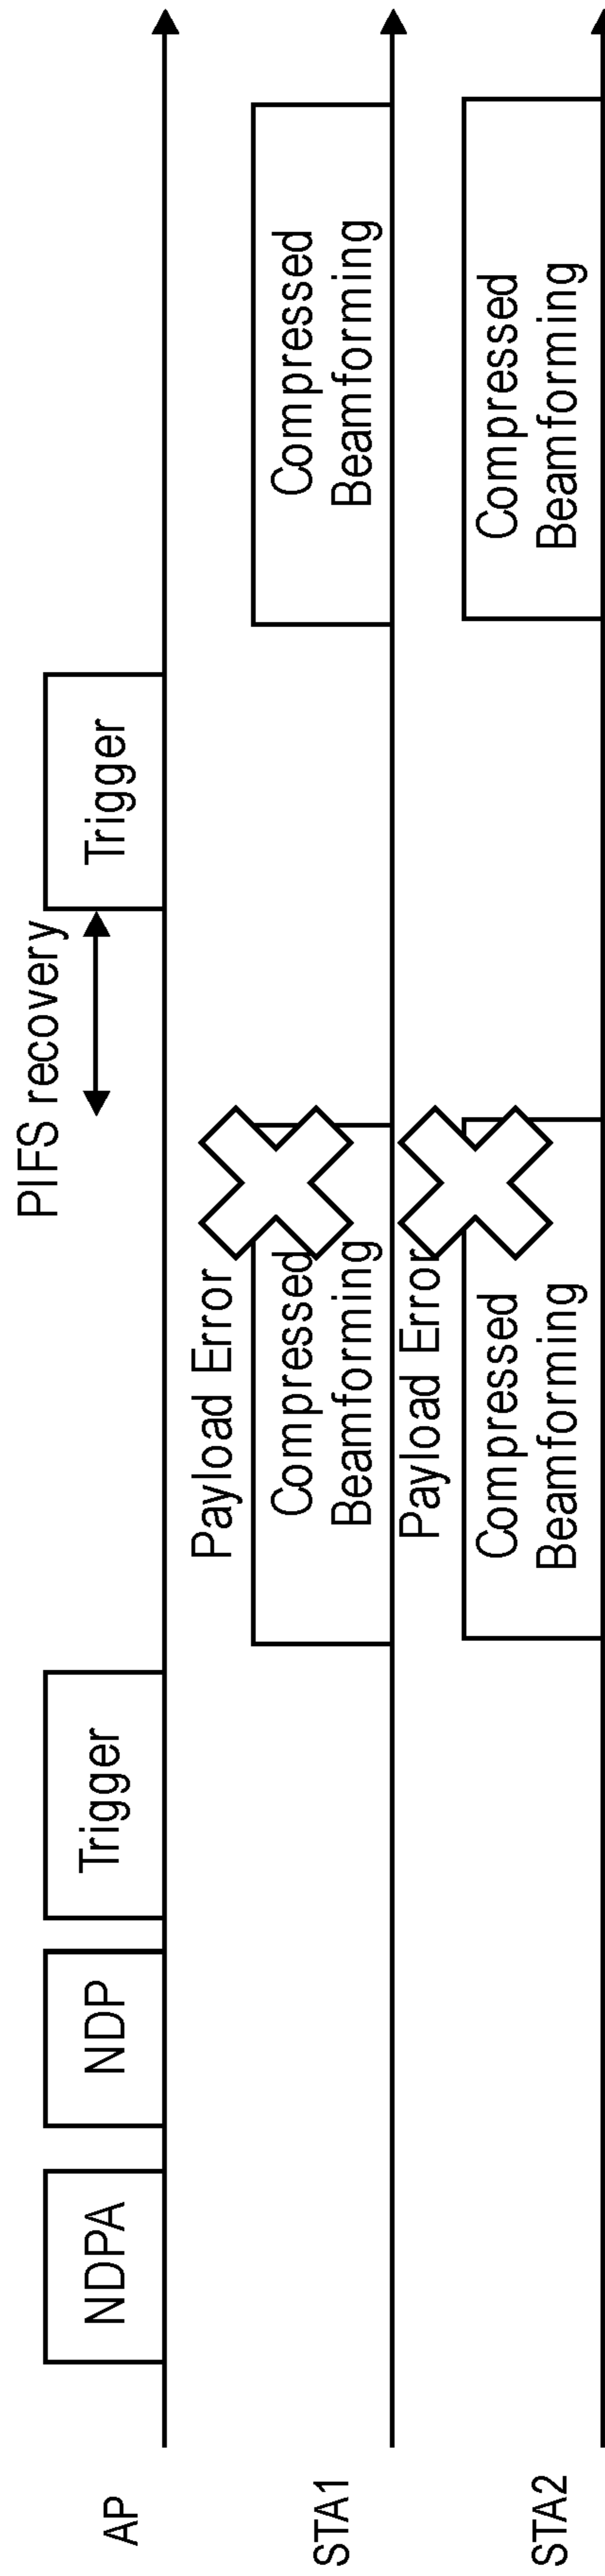 PIFS recovery
AP
NDPA
NDP
Trigger
Trigger
Payload Error
STA1
Compressed
Beamforming
Compressed
Beamforming
Payload Error
STA2
Compressed
Beamforming
Compressed
Beamforming